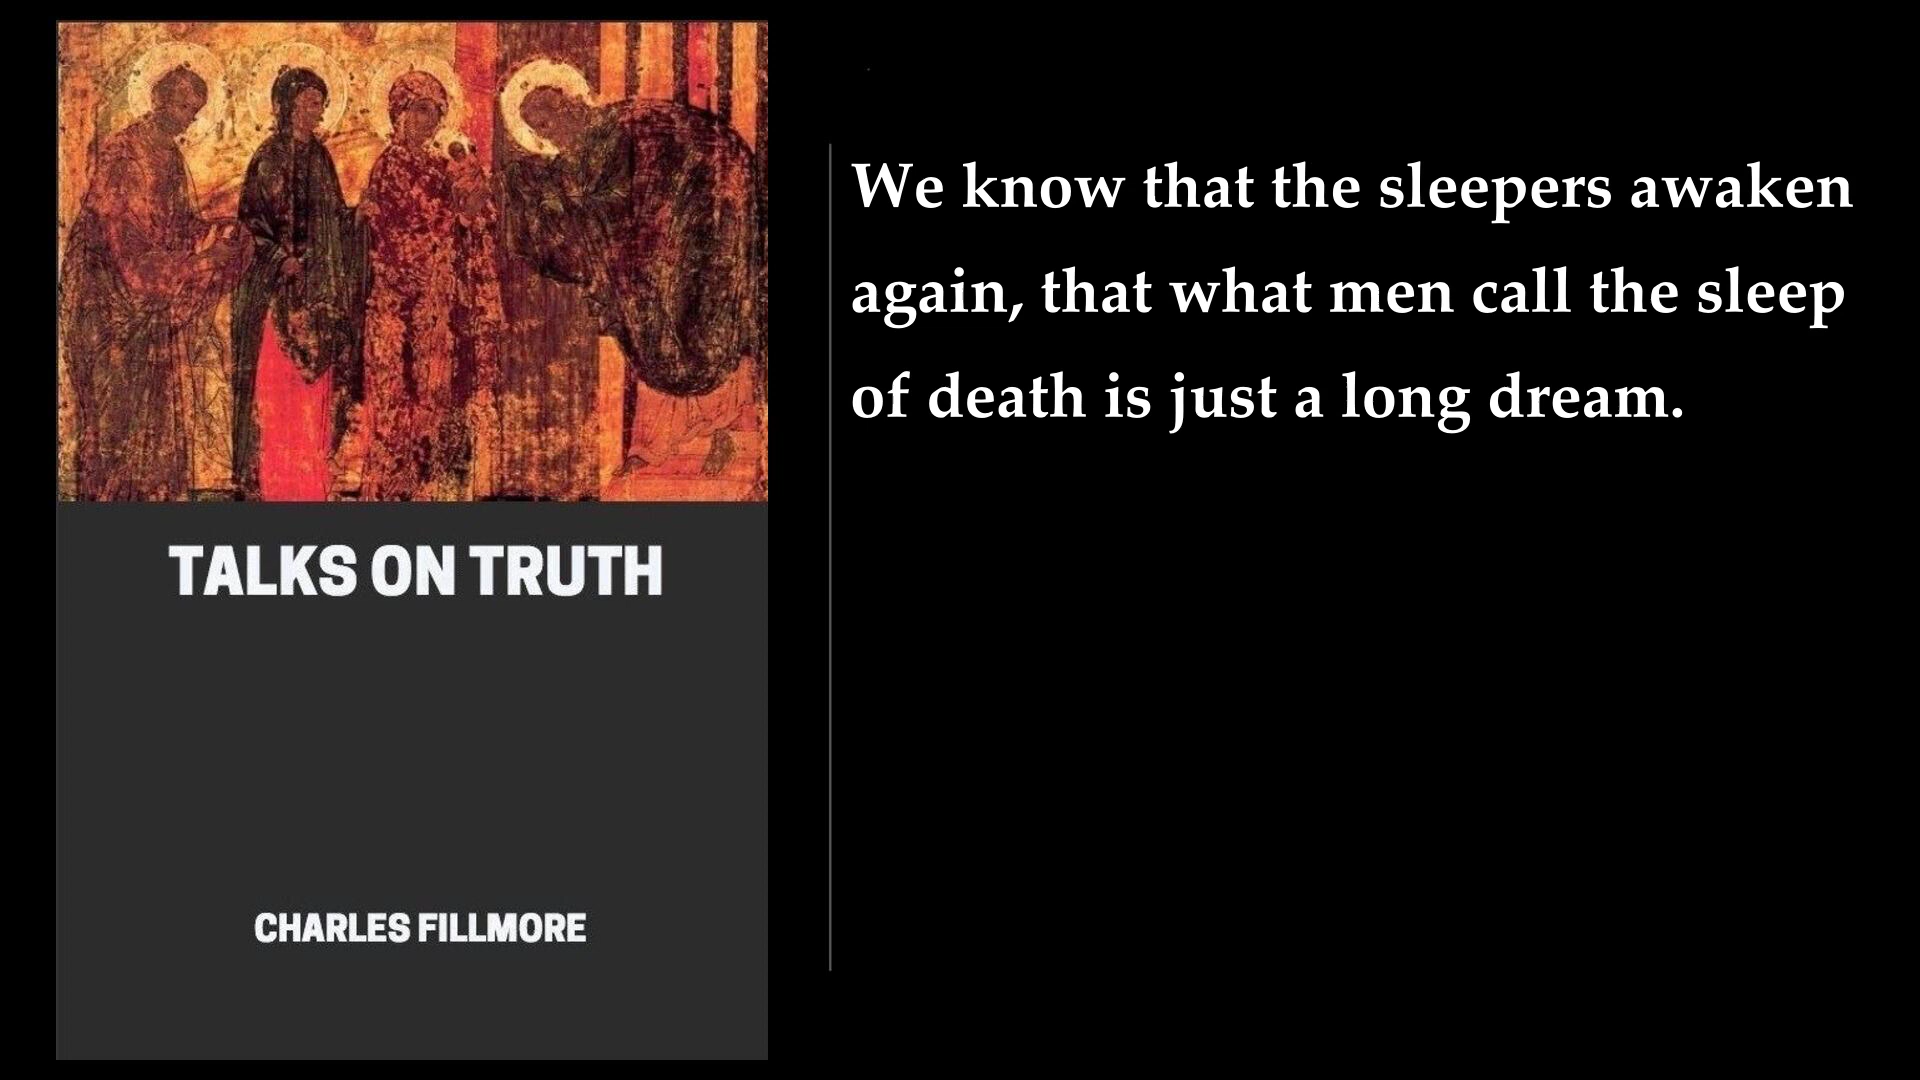 TALKS ON TRUTH
CHARLES FILLMORE
We know that the sleepers awaken
again, that what men call the sleep
of death is just a long dream.